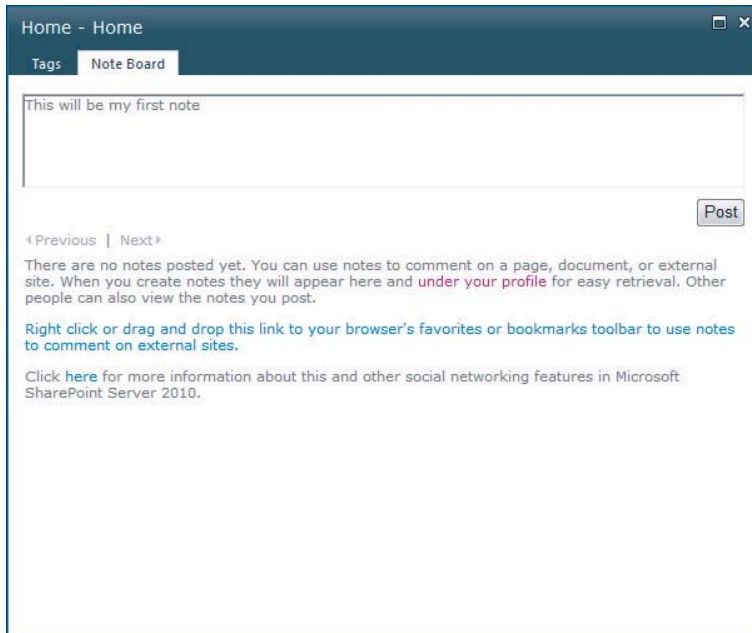 Home - Home
Tags Note Board
This will be my first note
Post
Previous | Next
There are no notes posted yet. You can use notes to comment on a page, document, or external
site. When you create notes they will appear here and under your profile for easy retrieval. Other
people can also view the notes you post.
Right click or drag and drop this link to your browser's favorites or bookmarks toolbar to use notes
to comment on external sites.
Click here for more information about this and other social networking features in Microsoft
SharePoint Server 2010.